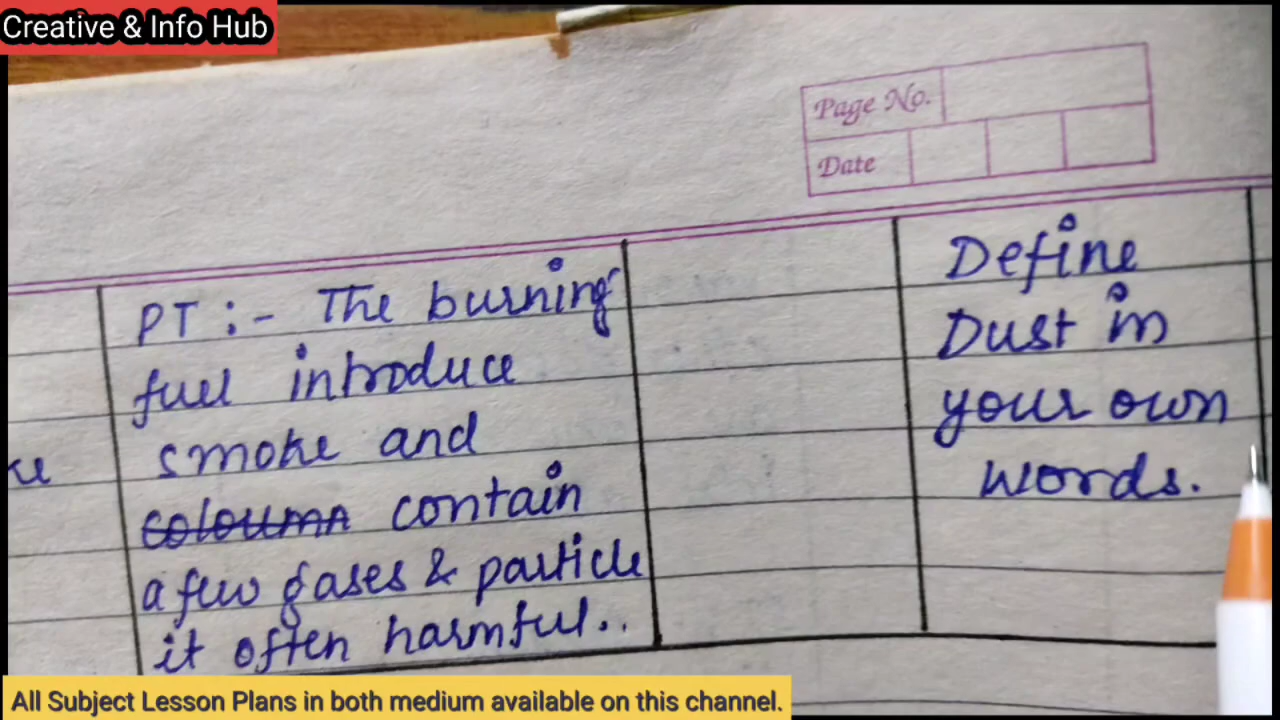 Creative & Info Hub
Page No.
Date
PT :- The burning
fuel introduce
smoke and
contain
a few gases & particle
it often harmful..
Define
Dust in
your own
words.
All Subject Lesson Plans in both medium available on this channel.